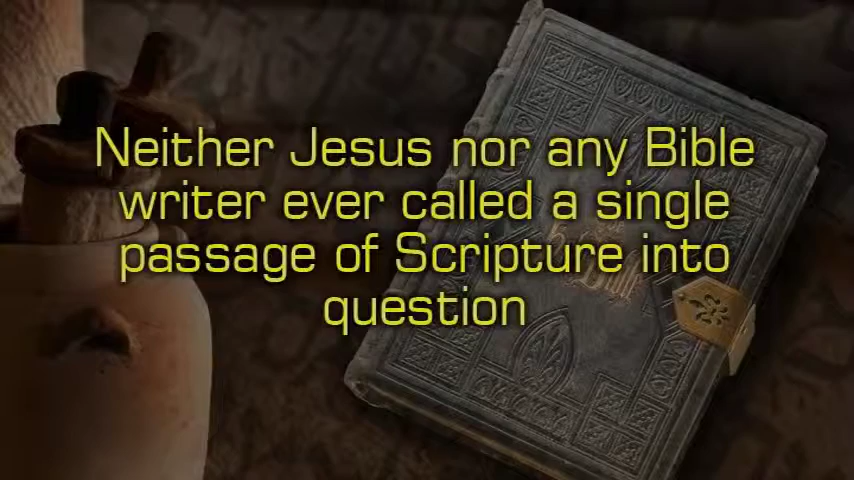 Neither Jesus nor any Bible
writer ever called a single
passage of Scripture into
question